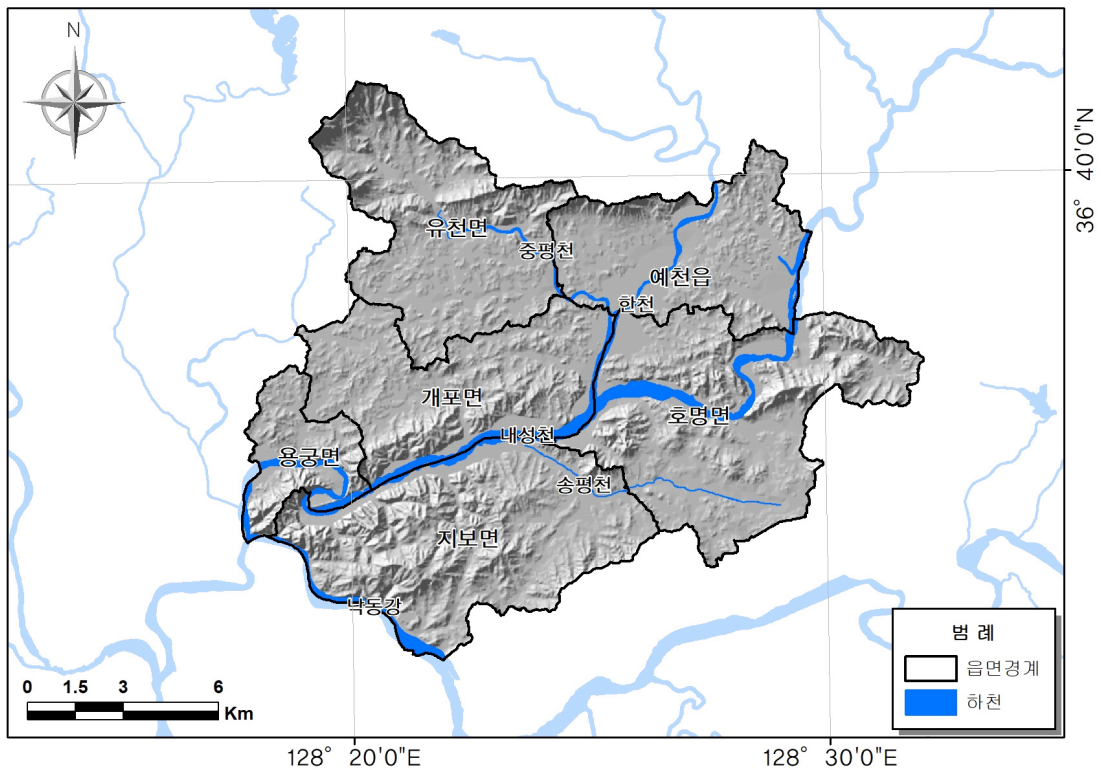 N
40'0"N
36°
유천면
중평천
예천읍
한천
개포면
호명면
내성천
용궁면
송평천
지보면
낙동강
범 례
읍면경계
하천
0 1.5 3 6
Km
128° 20'0"E
128° 30'0"E